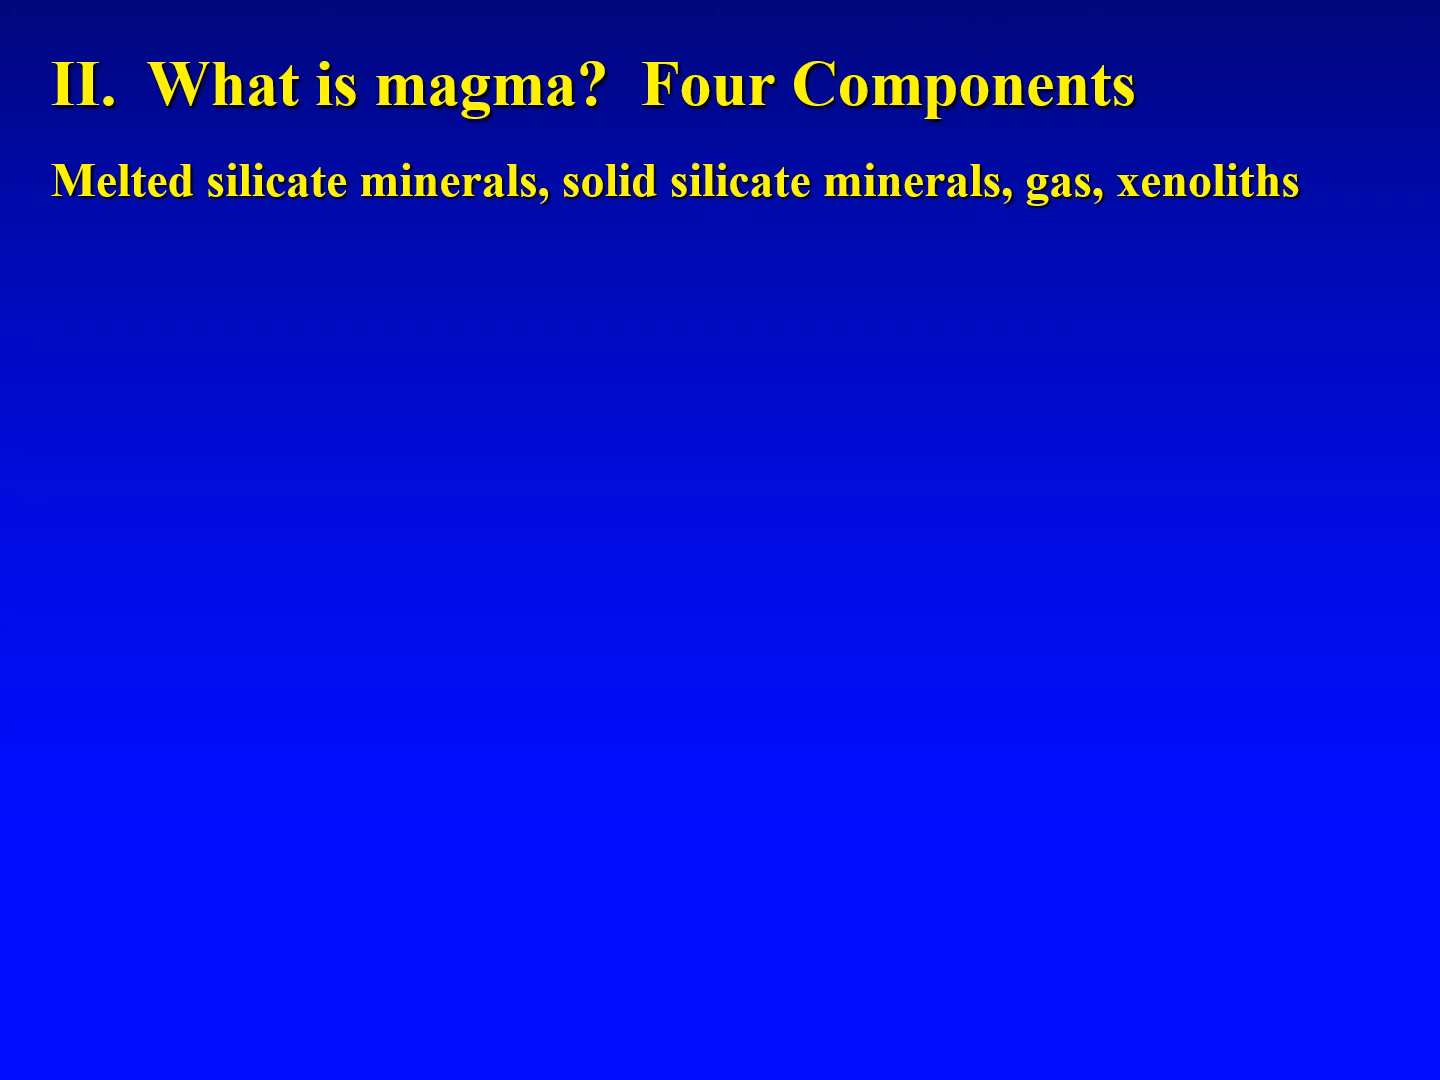 II.  What is magma?  Four Components
Melted silicate minerals, solid silicate minerals, gas, xenoliths